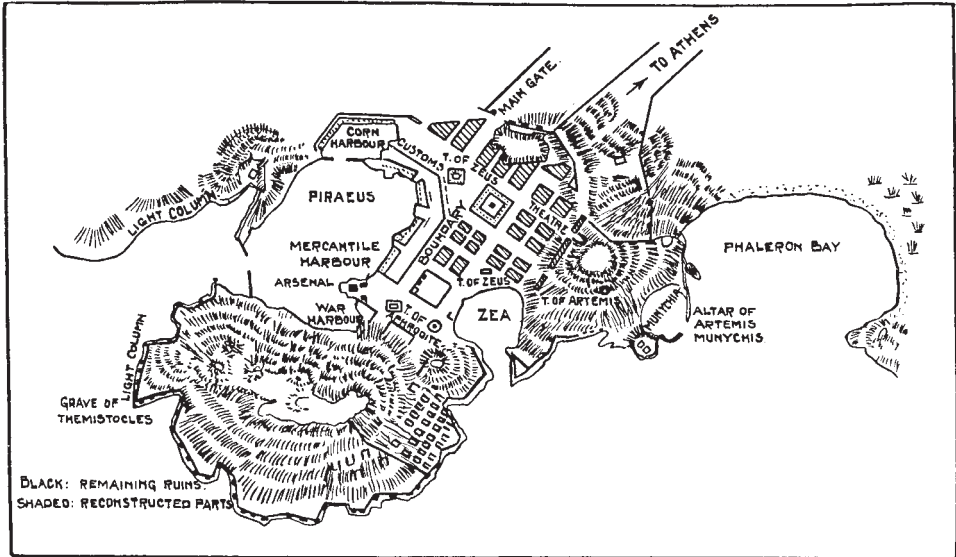 TO ATHENS
MAIN GATE
CORN
HARBOUR
CUSTOMS
T. OF
ZEUS
LIGHT COLUMN
PIRAEUS
BOUNDARY
THEATRE
PHALERON BAY
MERCANTILE
HARBOUR
ARSENAL
T. OF ZEUS
T. OF ARTEMIS
WAR
HARBOUR
T. OF
APHRODITE
ZEA
MUNYCHIA
ALTAR OF
ARTEMIS
MUNYCHIS
LIGHT COLUMN
GRAVE OF
THEMISTOCLES
BLACK: REMAINING RUINS.
SHADED: RECONSTRUCTED PARTS